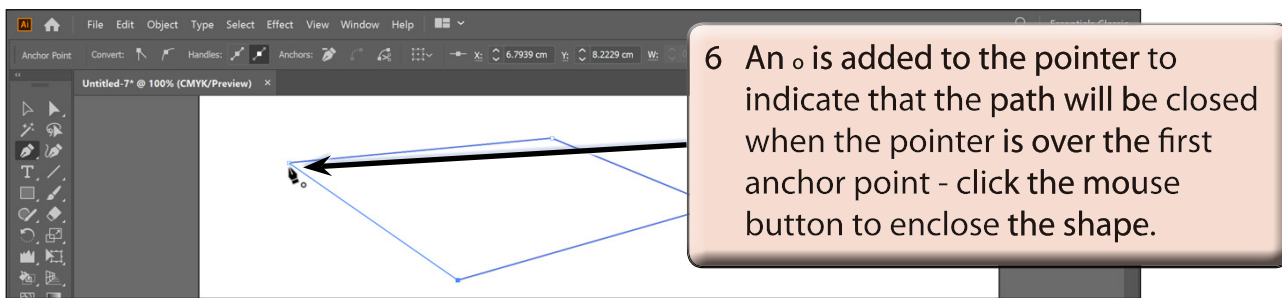 Ai File Edit Object Type Select Effect View Window Help
Anchor Point Convert: Handles: Anchors: X: 6.7939 cm Y: 8.2229 cm W:
Untitled-7* @ 100% (CMYK/Preview) ×
6 An o is added to the pointer to
indicate that the path will be closed
when the pointer is over the first
anchor point - click the mouse
button to enclose the shape.